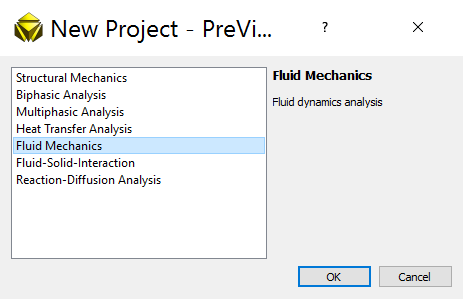 New Project - PreVi...
?
Structural Mechanics
Biphasic Analysis
Multiphasic Analysis
Heat Transfer Analysis
Fluid Mechanics
Fluid-Solid-Interaction
Reaction-Diffusion Analysis
Fluid Mechanics
Fluid dynamics analysis
OK
Cancel